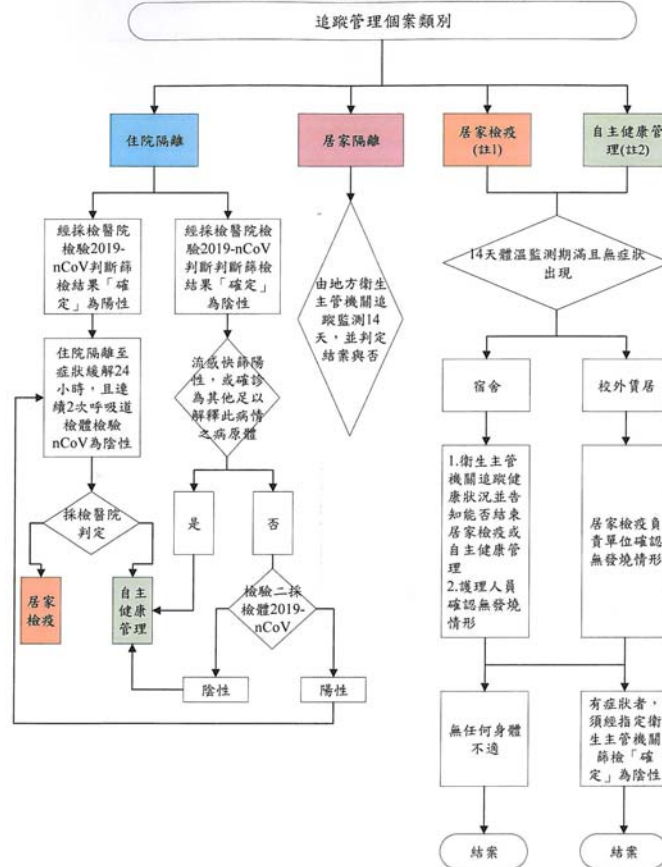 追蹤管理個案類別
住院隔離
居家隔離
居家檢疫
(註1)
自主健康管
理(註2)
經採檢醫院
檢驗2019-
nCoV判斷篩
檢結果「確
定」為陽性
經採檢醫院檢
驗2019-nCoV
判斷判斷篩檢
結果「確定」
為陰性
由地方衛生
主管機關追
蹤監測14
天，並判定
結案與否
14天體溫監測期滿且無症狀
出現
住院隔離至
症狀緩解24
小時，且連
續2次呼吸道
檢體檢驗
nCoV為陰性
流感快篩陽
性，或確診
為其他足以
解釋此病情
之病原體
宿舍
校外賃居
採檢醫院
判定
是
否
1.衛生主管
機關追蹤健
康狀況並告
知能否結束
居家檢疫或
自主健康管
理
2.護理人員
確認無發燒
情形
居家檢疫負
責單位確認
無發燒情形
居家
檢疫
自主
健康
管理
檢驗二採
檢體2019-
nCoV
陰性
陽性
無任何身體
不適
有症狀者，
須經指定衛
生主管機關
篩檢「確
定」為陰性
結案
結案